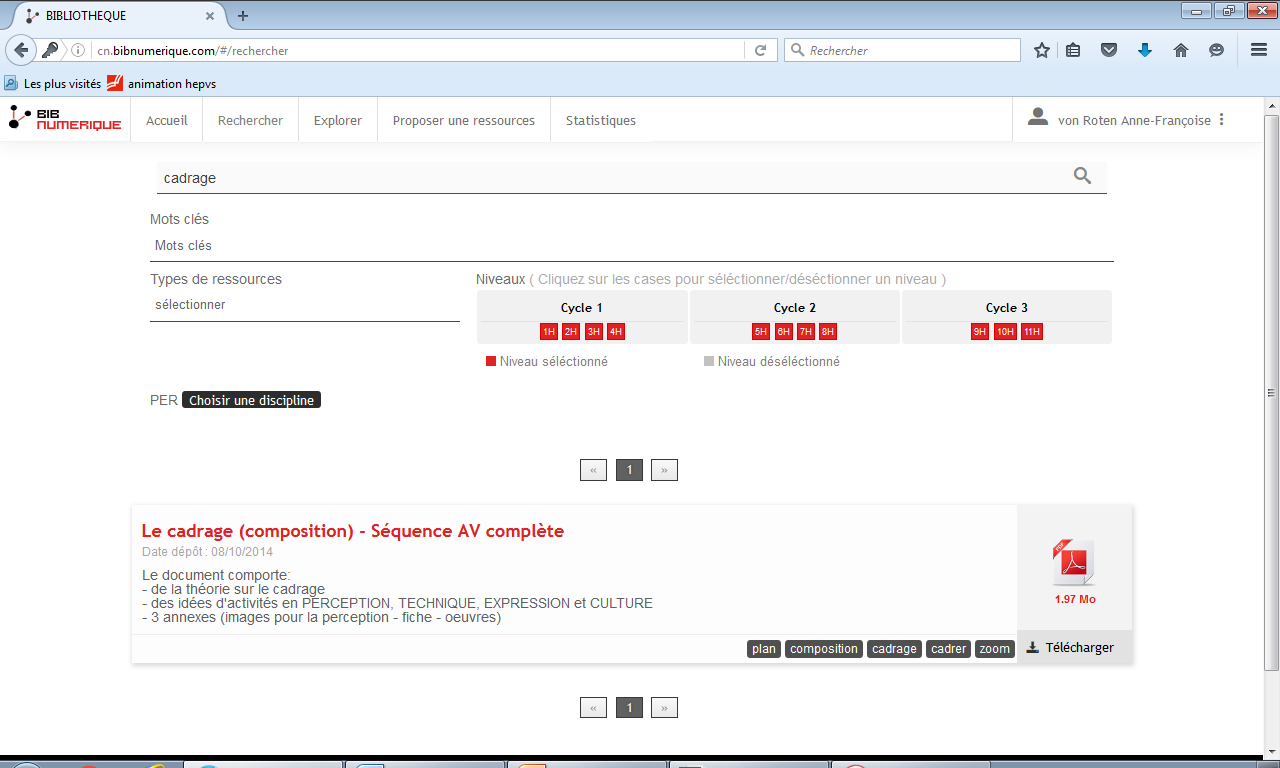 BIBLIOTHEQUE
cn.bibnumerique.com/#/rechercher
Rechercher
Les plus visités animation hepvs
BIB NUMERIQUE
Accueil Rechercher Explorer Proposer une ressources Statistiques von Roten Anne-Françoise
cadrage
Mots clés
Mots clés
Types de ressources Niveaux ( Cliquez sur les cases pour séléctionner/déséctionner un niveau )
sélectionner
Cycle 1 Cycle 2 Cycle 3
1H 2H 3H 4H 5H 6H 7H 8H 9H 10H 11H
Niveau séléctionné Niveau déséléctionné
PER Choisir une discipline
« 1 »
Le cadrage (composition) - Séquence AV complète
Date dépôt : 08/10/2014
Le document comporte:
- de la théorie sur le cadrage
- des idées d'activités en PERCEPTION, TECHNIQUE, EXPRESSION et CULTURE
- 3 annexes (images pour la perception - fiche - oeuvres)
PDF
1.97 Mo
plan composition cadrage cadrer zoom
Télécharger
« 1 »